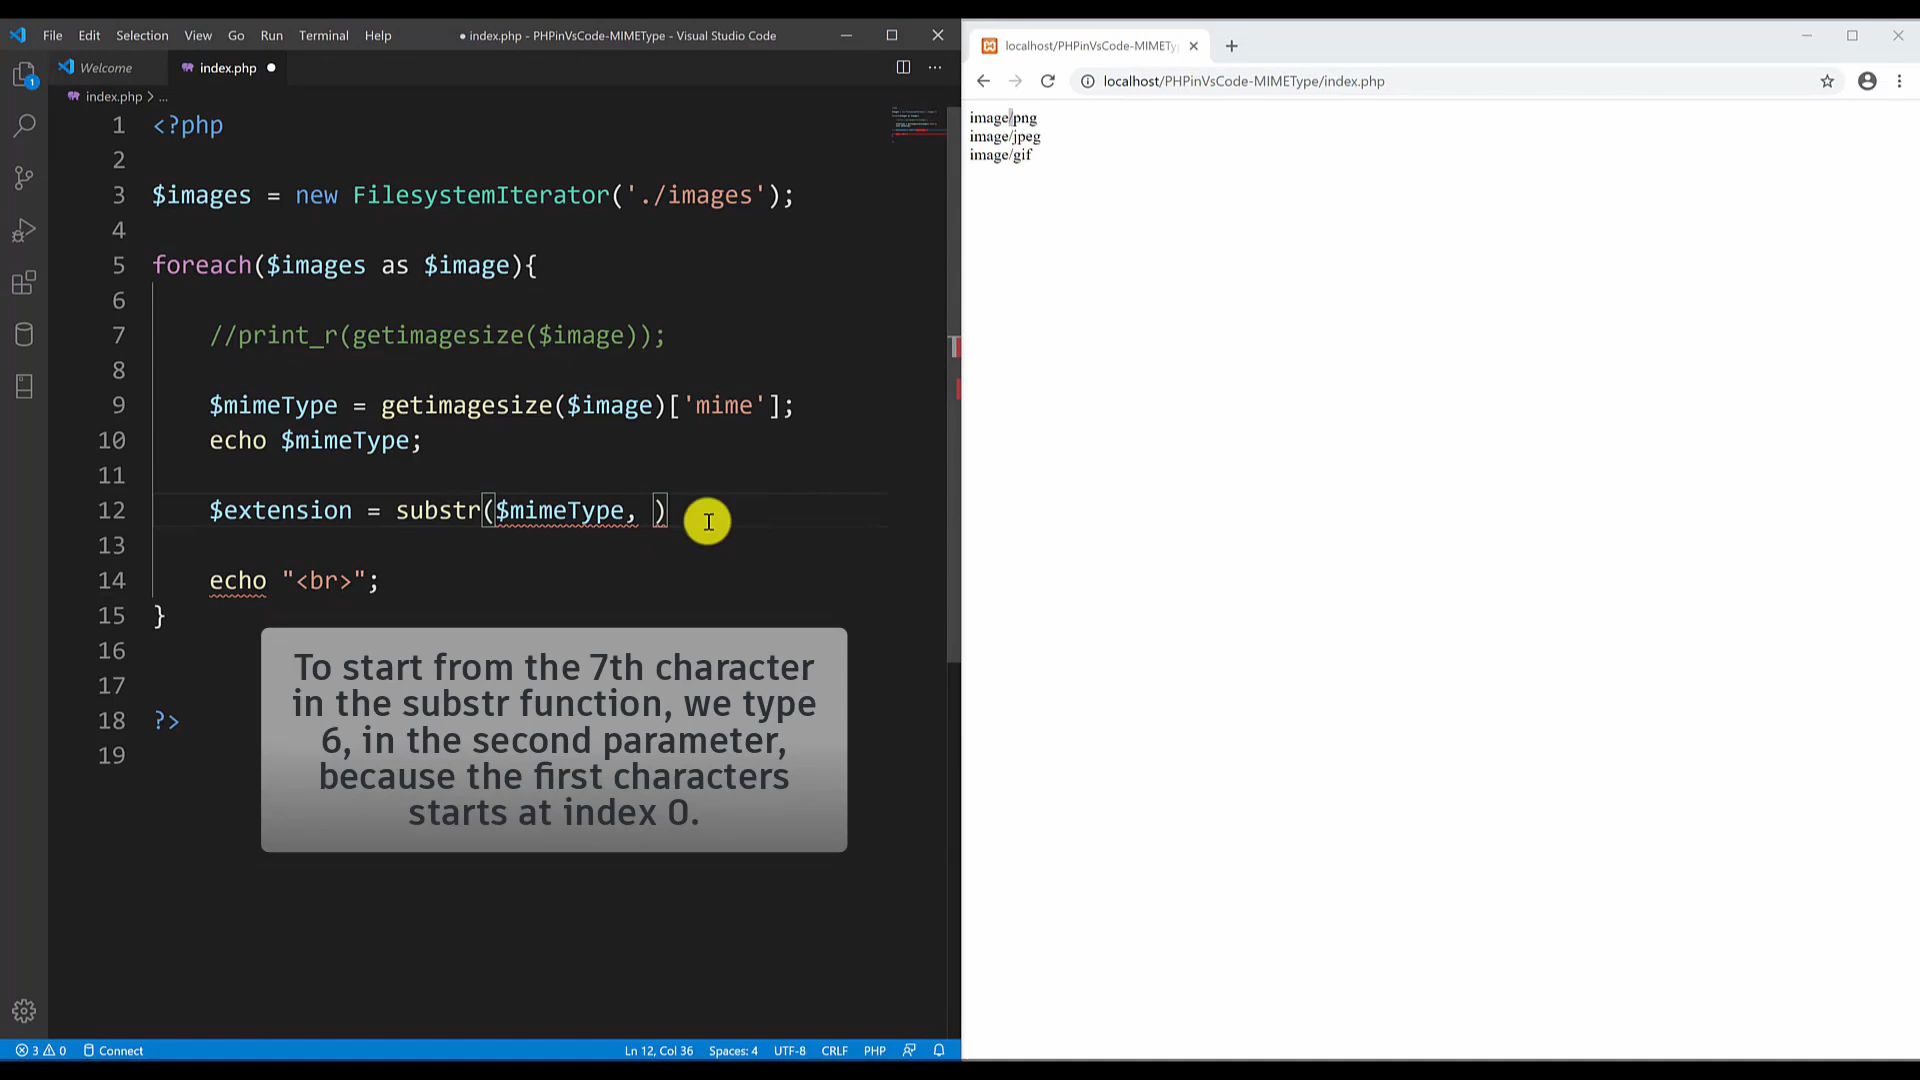 File Edit Selection View Go Run Terminal Help
● index.php - PHPinVsCode-MIMEType - Visual Studio Code
Welcome
index.php ●
index.php > ...
1 <?php
2
3 $images = new FilesystemIterator('./images');
4
5 foreach($images as $image){
6
7 //print_r(getimagesize($image));
8
9 $mimeType = getimagesize($image)['mime'];
10 echo $mimeType;
11
12 $extension = substr($mimeType, )
13
14 echo "<br>";
15 }
16
17
18 ?>
19
To start from the 7th character
in the substr function, we type
6, in the second parameter,
because the first characters
starts at index 0.
1
3 0 Connect
Ln 12, Col 36 Spaces: 4 UTF-8 CRLF PHP
localhost/PHPinVsCode-MIMETy
localhost/PHPinVsCode-MIMEType/index.php
image/png
image/jpeg
image/gif